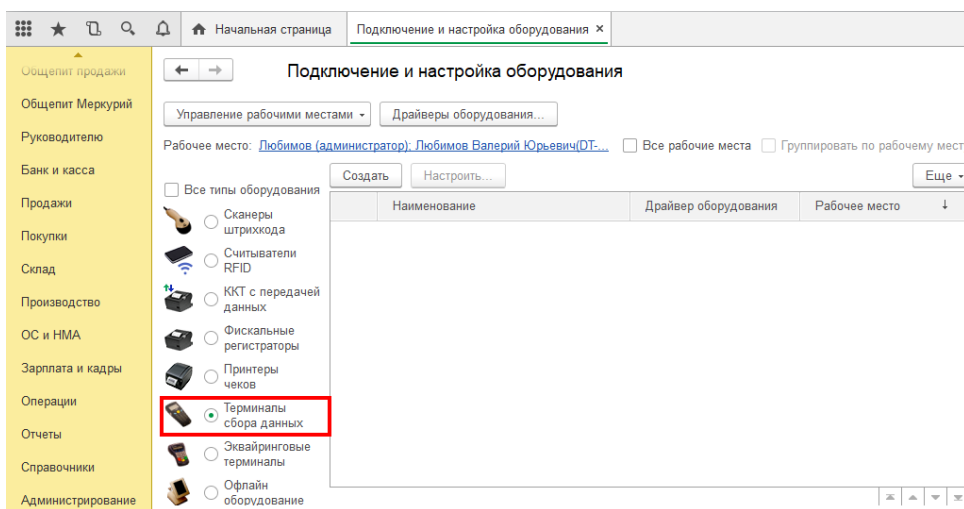 Начальная страница
Подключение и настройка оборудования ×
Общепит продажи
Общепит Меркурий
Руководителю
Банк и касса
Продажи
Покупки
Склад
Производство
ОС и НМА
Зарплата и кадры
Операции
Отчеты
Справочники
Администрирование
Подключение и настройка оборудования
Управление рабочими местами
Драйверы оборудования...
Рабочее место: Любимов (администратор); Любимов Валерий Юрьевич(DT-...
Все рабочие места
Группировать по рабочему мест
Все типы оборудования
Создать
Настроить...
Еще
Наименование
Драйвер оборудования
Рабочее место
Сканеры
штрихкода
Считыватели
RFID
ККТ с передачей
данных
Фискальные
регистраторы
Принтеры
чеков
Терминалы
сбора данных
Эквайринговые
терминалы
Офлайн
оборудование